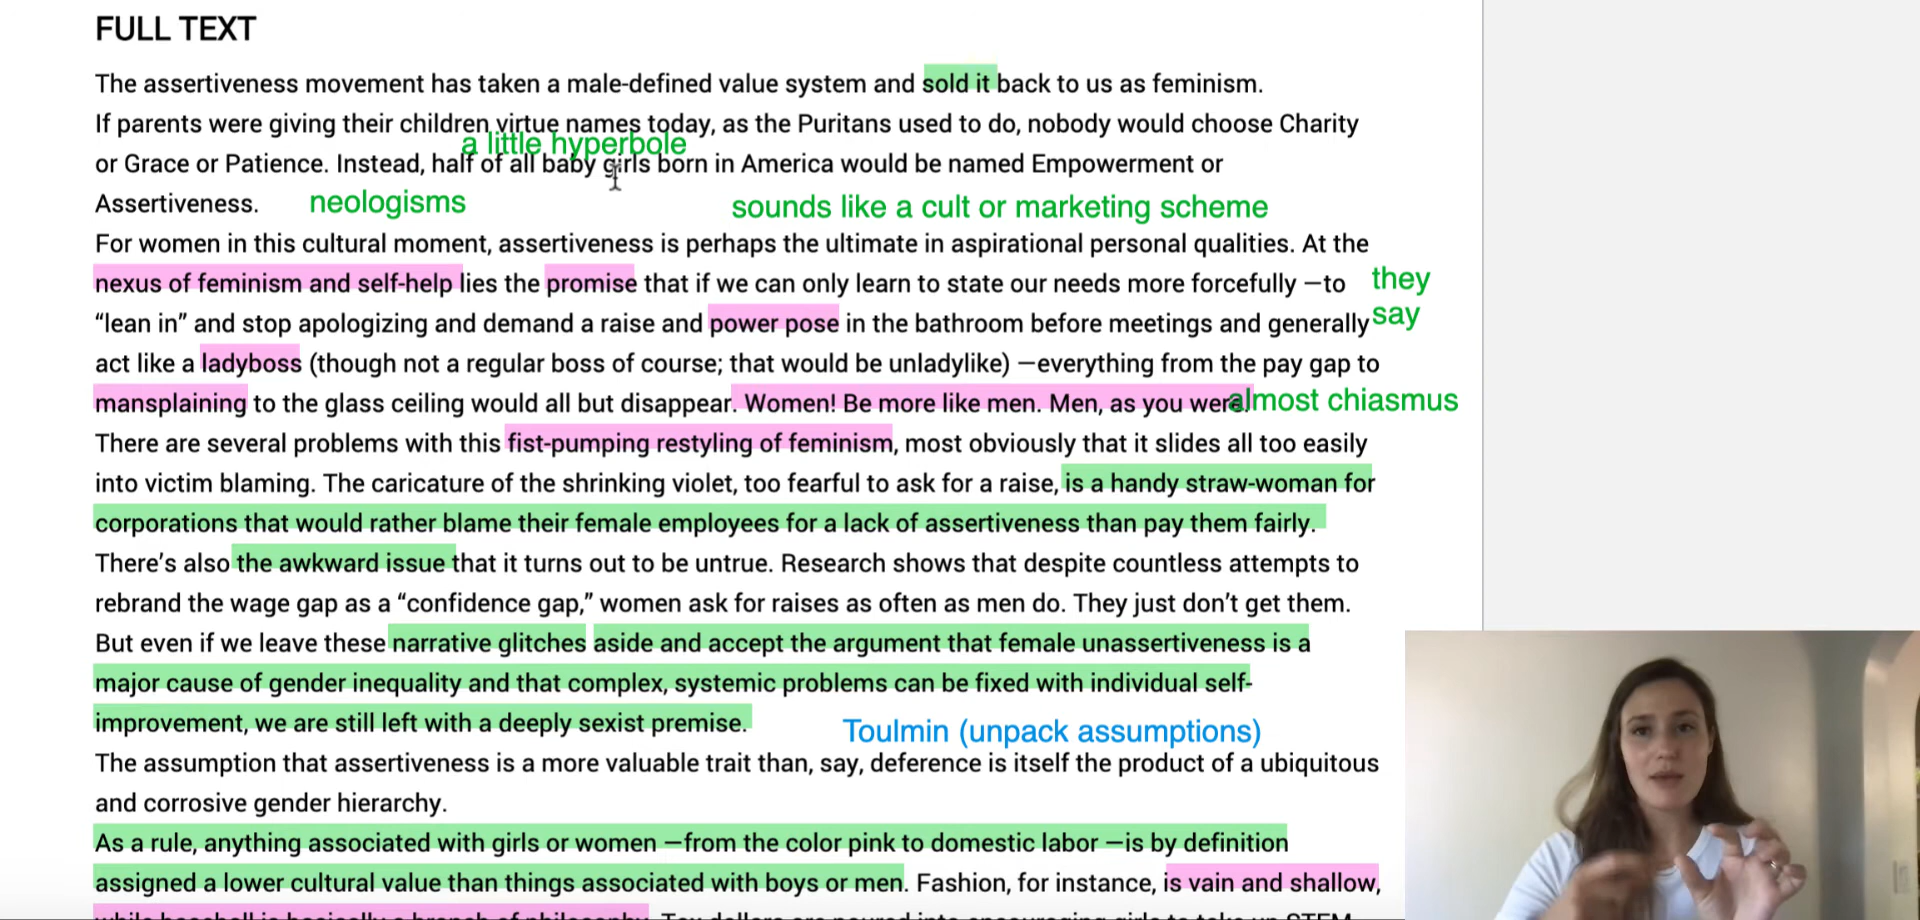 FULL TEXT
The assertiveness movement has taken a male-defined value system and sold it back to us as feminism.
If parents were giving their children virtue names today, as the Puritans used to do, nobody would choose Charity
a little hyperbole
or Grace or Patience. Instead, half of all baby girls born in America would be named Empowerment or
Assertiveness.
neologisms
sounds like a cult or marketing scheme
For women in this cultural moment, assertiveness is perhaps the ultimate in aspirational personal qualities. At the
nexus of feminism and self-help lies the promise that if we can only learn to state our needs more forcefully —to
they
“lean in” and stop apologizing and demand a raise and power pose in the bathroom before meetings and generally
say
act like a ladyboss (though not a regular boss of course; that would be unladylike) —everything from the pay gap to
mansplaining to the glass ceiling would all but disappear. Women! Be more like men. Men, as you were.
almost chiasmus
There are several problems with this fist-pumping restyling of feminism, most obviously that it slides all too easily
into victim blaming. The caricature of the shrinking violet, too fearful to ask for a raise, is a handy straw-woman for
corporations that would rather blame their female employees for a lack of assertiveness than pay them fairly.
There’s also the awkward issue that it turns out to be untrue. Research shows that despite countless attempts to
rebrand the wage gap as a “confidence gap,” women ask for raises as often as men do. They just don’t get them.
But even if we leave these narrative glitches aside and accept the argument that female unassertiveness is a
major cause of gender inequality and that complex, systemic problems can be fixed with individual self-
improvement, we are still left with a deeply sexist premise.
Toulmin (unpack assumptions)
The assumption that assertiveness is a more valuable trait than, say, deference is itself the product of a ubiquitous
and corrosive gender hierarchy.
As a rule, anything associated with girls or women —from the color pink to domestic labor —is by definition
assigned a lower cultural value than things associated with boys or men. Fashion, for instance, is vain and shallow,
while baseball is basically a branch of philosophy. Tax dollars are poured into encouraging girls to take up STEM